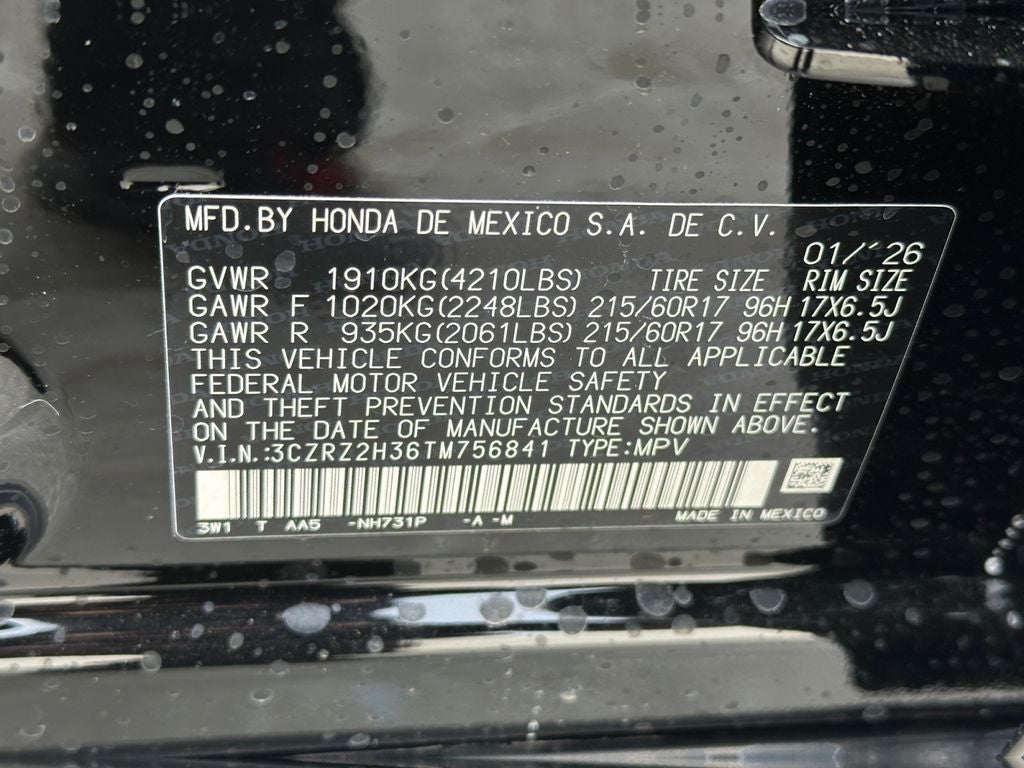 MFD.BY HONDA DE MEXICO S.A. DE C.V.
01/´26
GVWR 1910KG(4210LBS) TIRE SIZE RIM SIZE
GAWR F 1020KG(2248LBS) 215/60R17 96H 17X6.5J
GAWR R 935KG(2061LBS) 215/60R17 96H 17X6.5J
THIS VEHICLE CONFORMS TO ALL APPLICABLE
FEDERAL MOTOR VEHICLE SAFETY
AND THEFT PREVENTION STANDARDS IN EFFECT
ON THE DATE OF MANUFACTURE SHOWN ABOVE.
V.I.N.:3CZRZ2H36TM756841 TYPE:MPV
3W1 T AA5 -NH731P -A -M MADE IN MEXICO